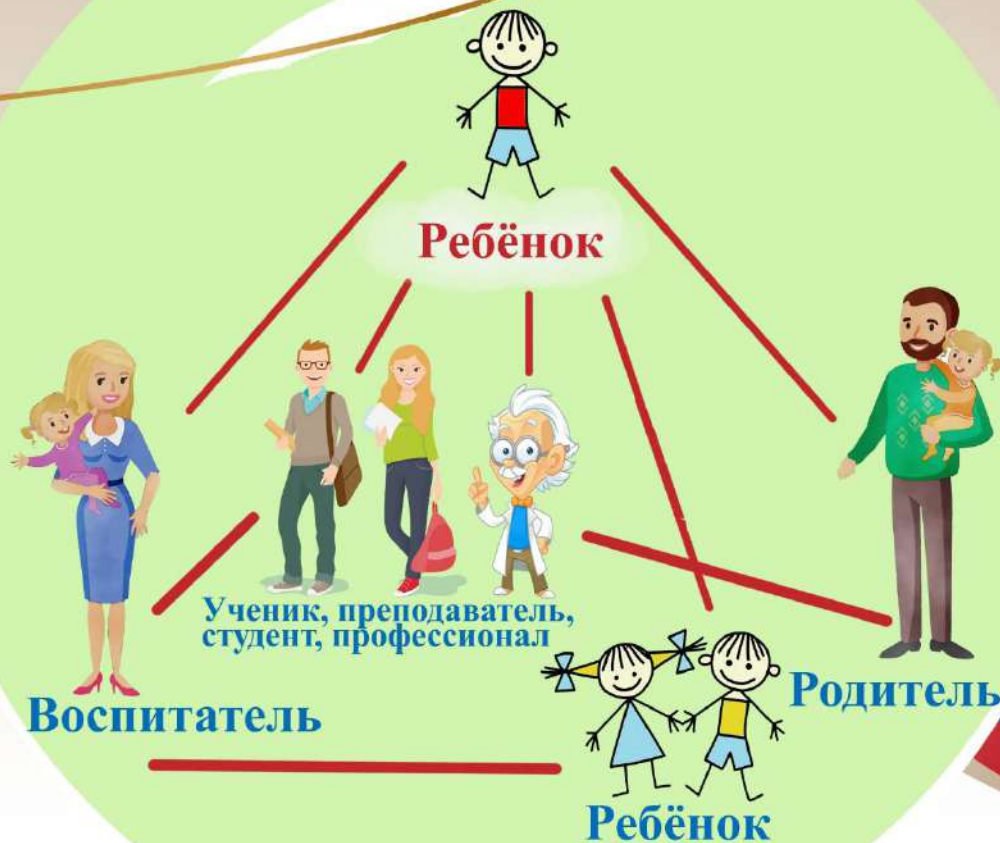 Ребёнок
Ученик, преподаватель,
студент, профессионал
Воспитатель
Родитель
Ребёнок